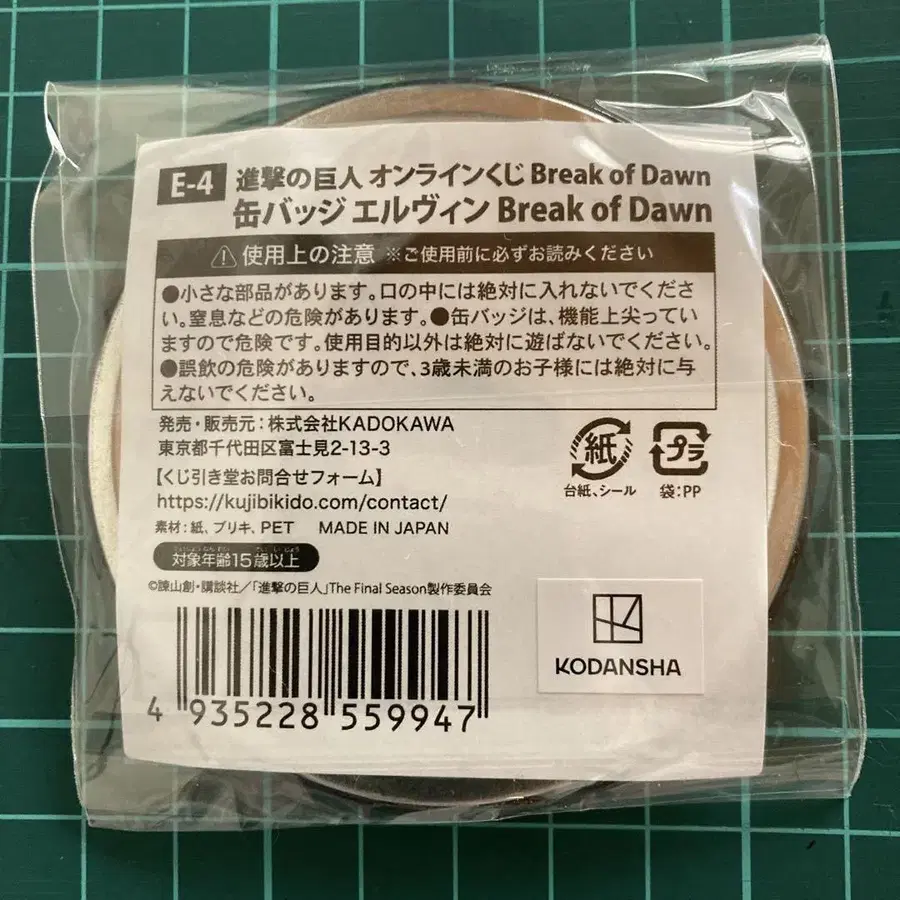 E-4 進撃の巨人 オンラインくじ Break of Dawn
缶バッジ エルヴィン Break of Dawn
使用上の注意 ※ご使用前に必ずお読みください
●小さな部品があります。口の中には絶対に入れないでくださ
い。窒息などの危険があります。●缶バッジは、機能上尖ってい
ますので危険です。使用目的以外は絶対に遊ばないでください。
●誤飲の危険がありますので、3歳未満のお子様には絶対に与
えないでください。
発売・販売元：株式会社KADOKAWA
東京都千代田区富士見2-13-3
【くじ引き堂お問合せフォーム】
https://kujibikido.com/contact/
素材：紙、ブリキ、PET MADE IN JAPAN
対象年齢15歳以上
©諫山創・講談社／「進撃の巨人」The Final Season製作委員会
紙
台紙、シール
プラ
袋：PP
KODANSHA
4 935228 559947